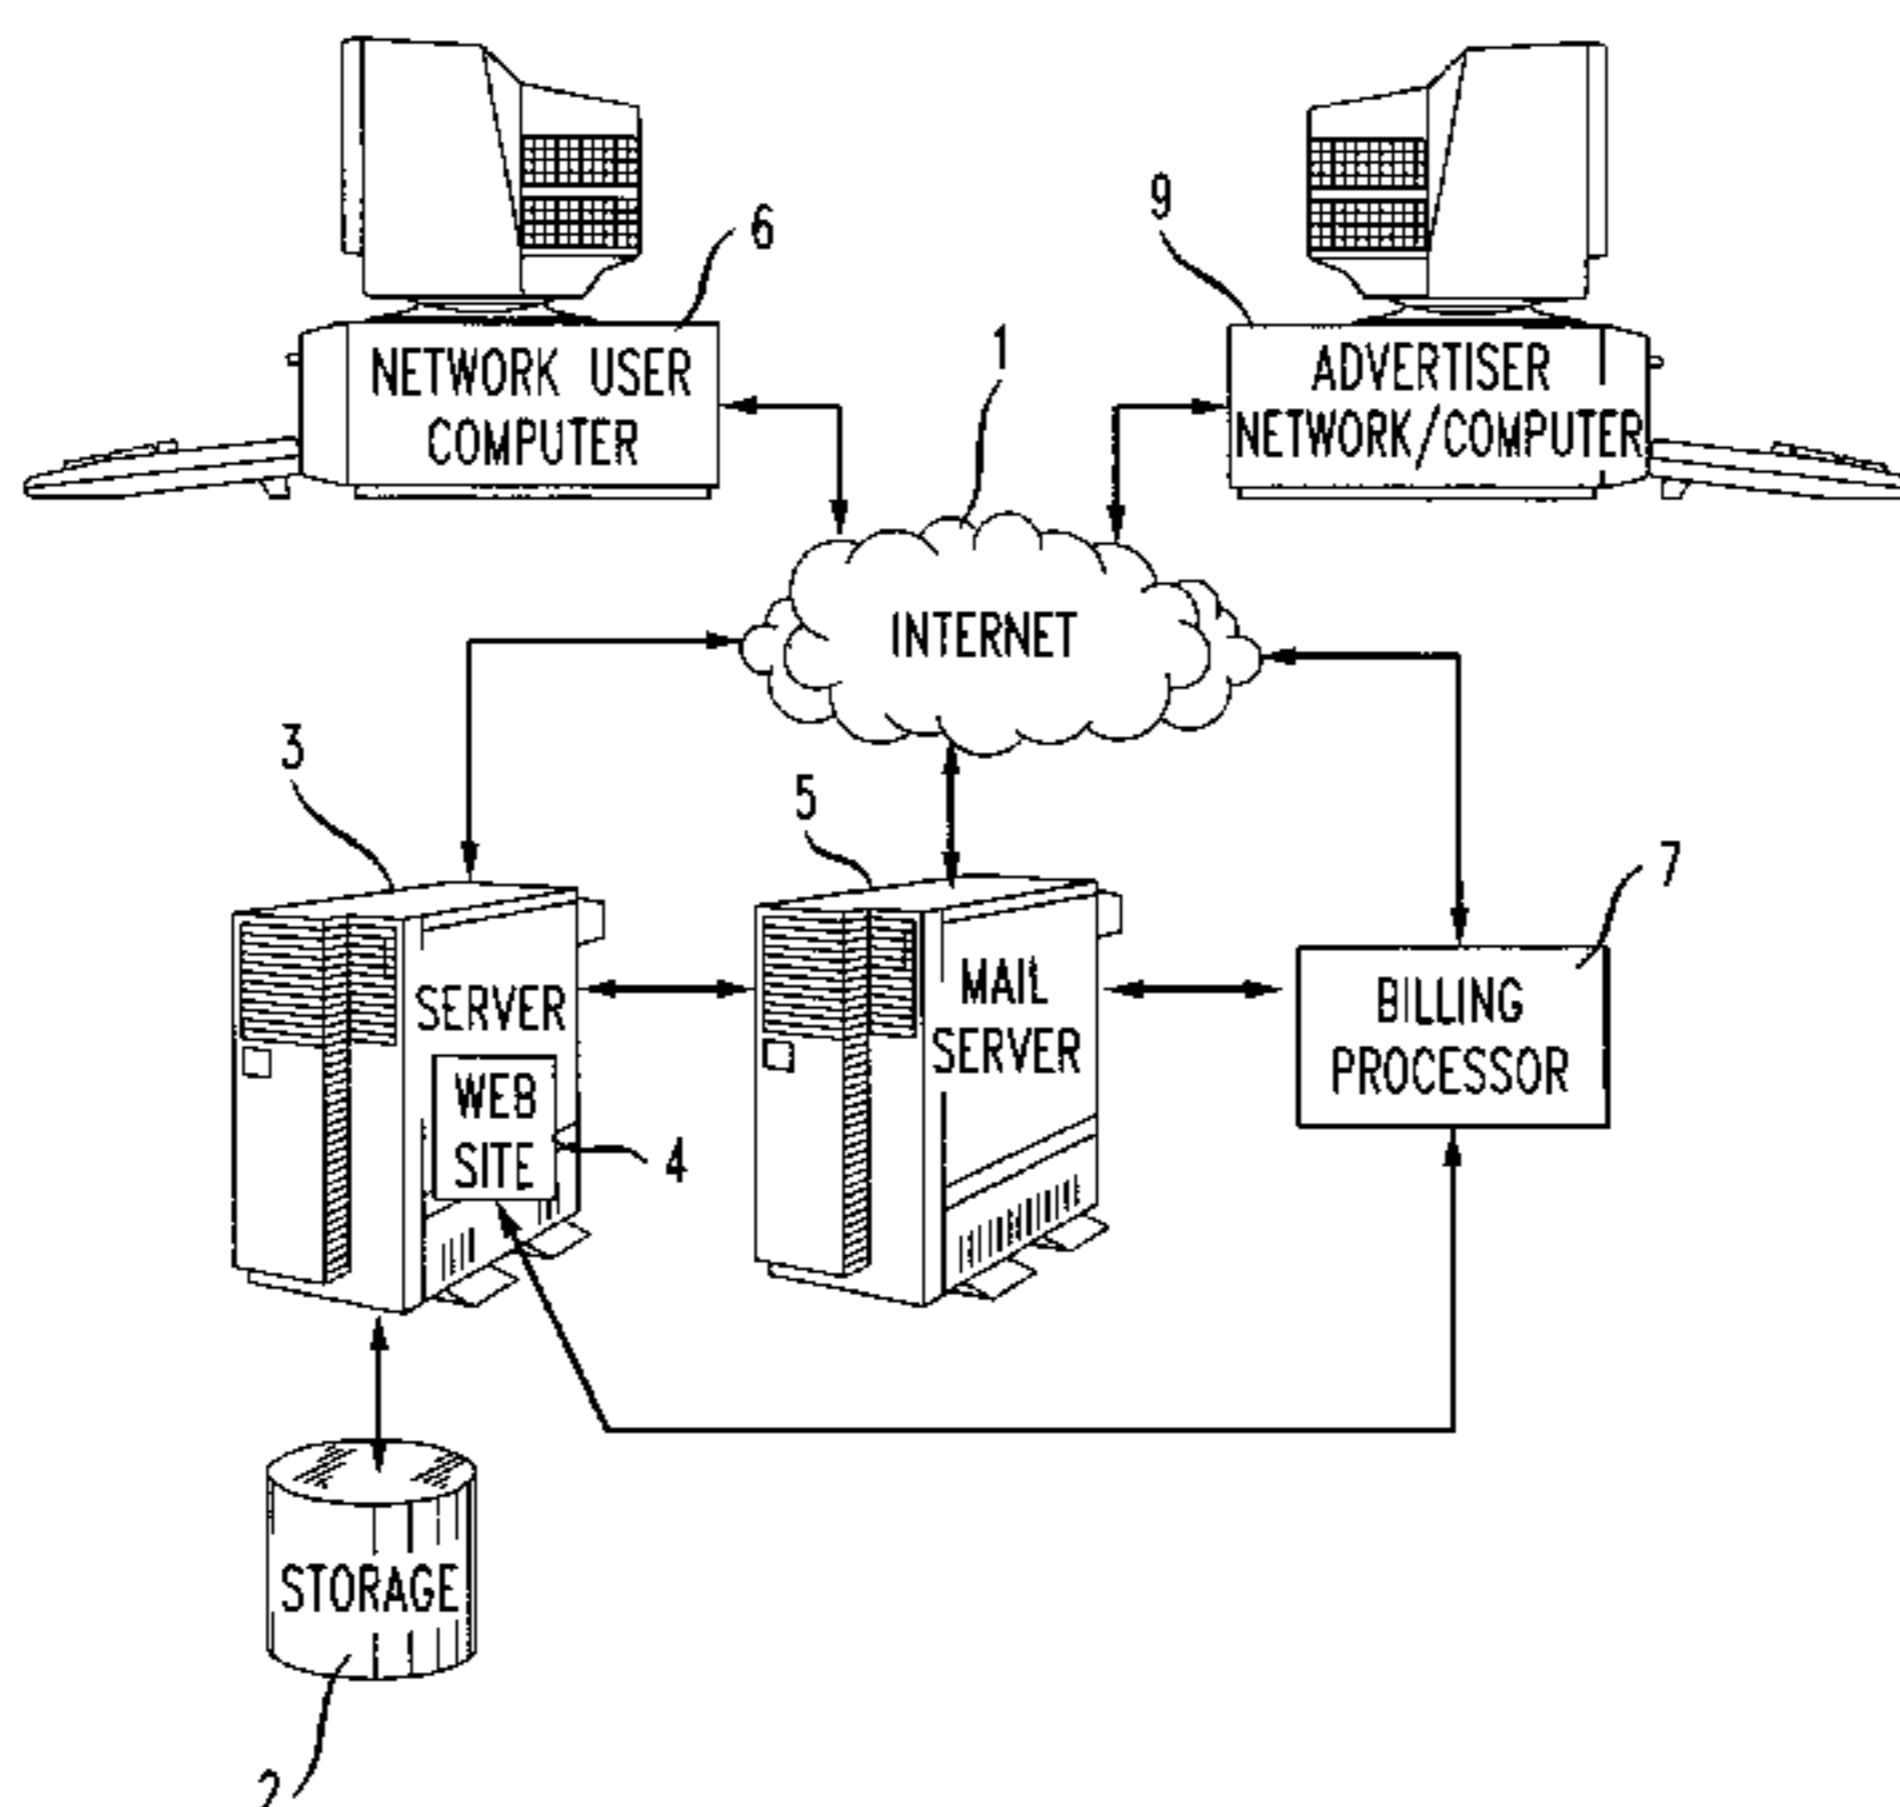 6
9
NETWORK USER
COMPUTER
1
ADVERTISER
NETWORK/COMPUTER
INTERNET
3
5
7
SERVER
MAIL
SERVER
BILLING
PROCESSOR
WEB
SITE
4
STORAGE
2